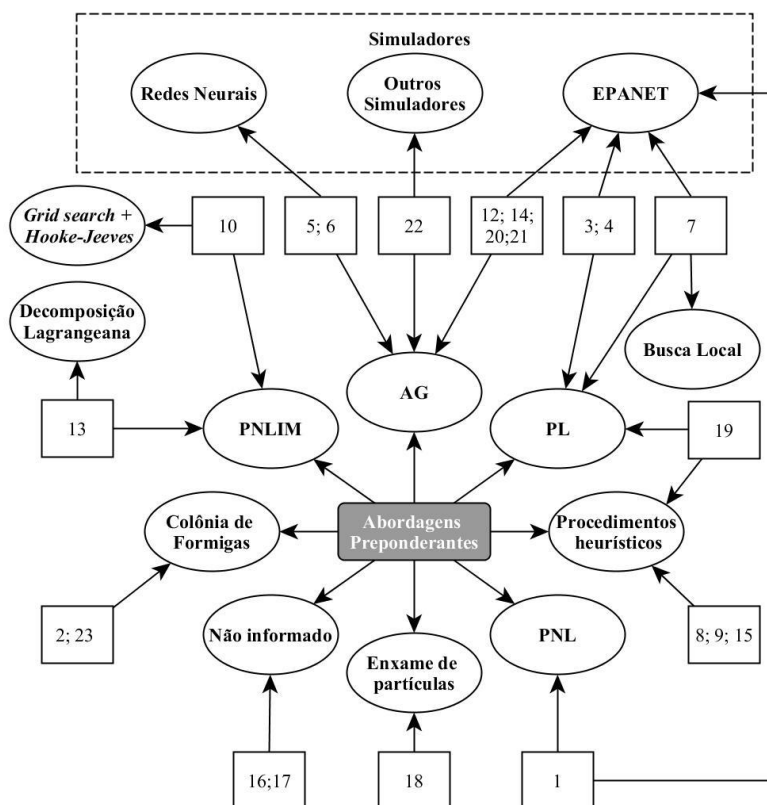 Simuladores
Redes Neurais
Outros
Simuladores
EPANET
Grid search +
Hooke-Jeeves
10
5; 6
22
12; 14;
20;21
3; 4
7
Decomposição
Lagrangeana
Busca Local
AG
13
PNLIM
PL
19
Colônia de
Formigas
Abordagens
Preponderantes
Procedimentos
heurísticos
2; 23
Não informado
Enxame de
partículas
PNL
8; 9; 15
16;17
18
1